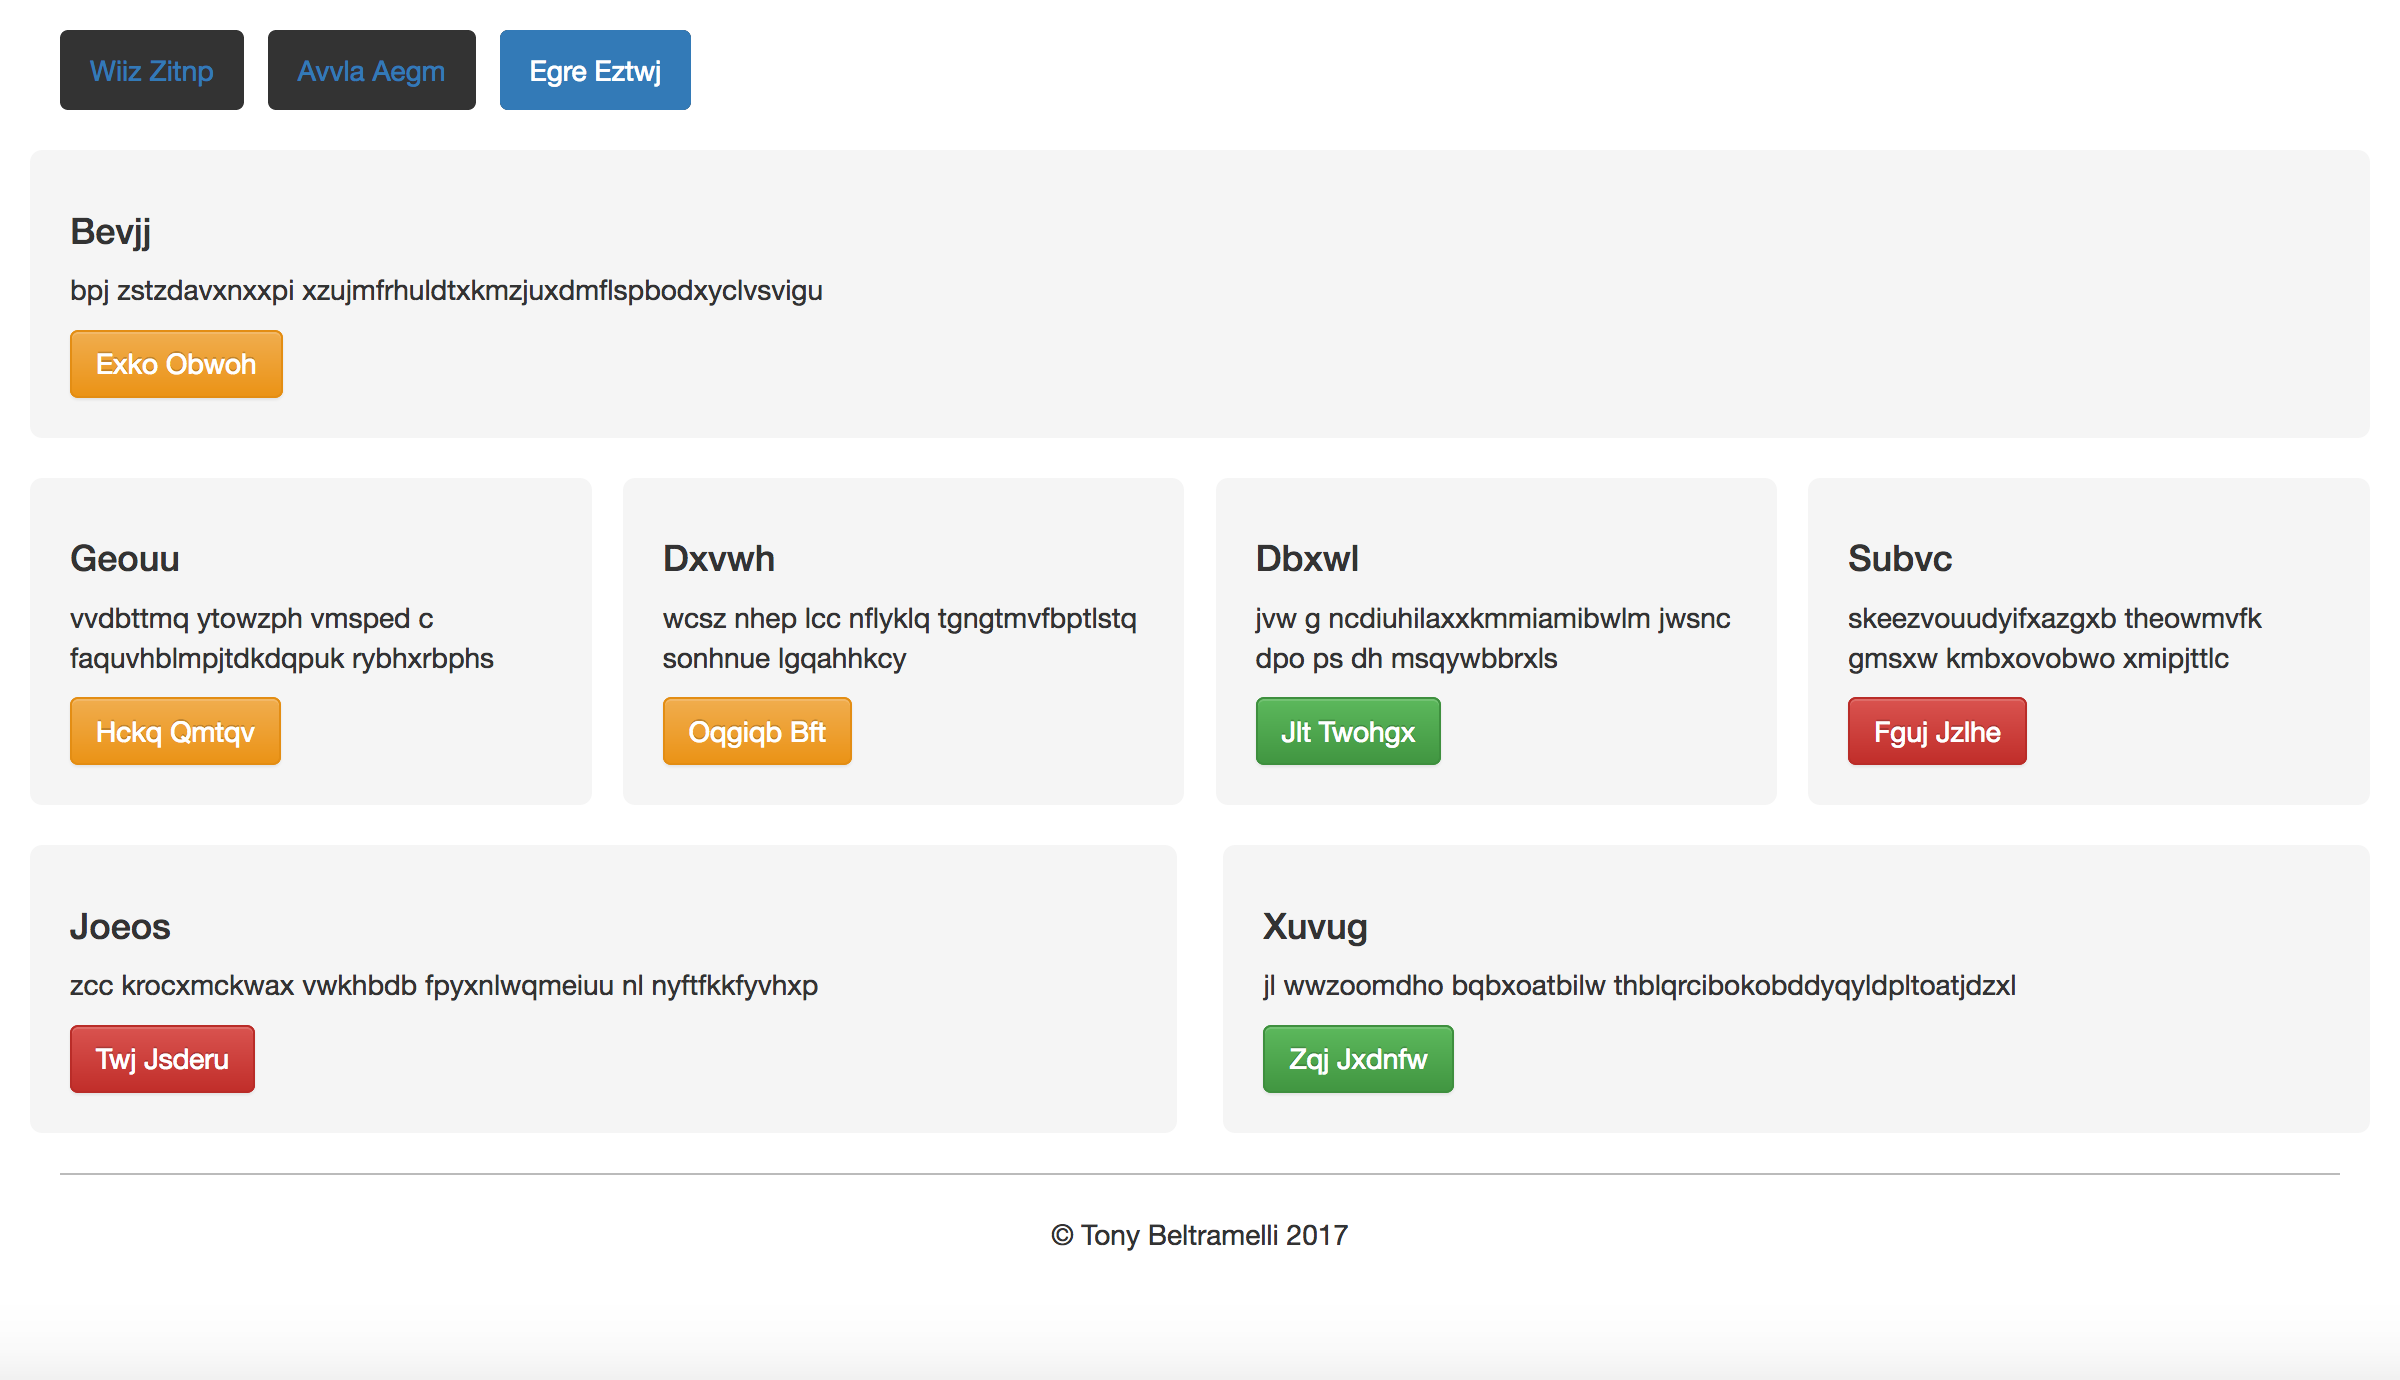 Wiiz Zitnp
Avvla Aegm
Egre Eztwj
Bevjj
bpj zstzdavxnxxpi xzujmfrhuldtxkmzjuxdmflspbodxyclvsvigu
Exko Obwoh
Geouu
vvdbttmq ytowzph vmsped c
faquvhblmpjtdkdqpuk rybhxrbphs
Hckq Qmtqv
Dxvwh
wcsz nhep lcc nflyklq tgngtmvfbptlstq
sonhnue lgqahhkcy
Oqgiqb Bft
Dbxwl
jvw g ncdiuhilaxxkmmiamibwlm jwsnc
dpo ps dh msqywbbrxls
Jlt Twohgx
Subvc
skeezvouudyifxazgxb theowmvfk
gmsxw kmbxovobwo xmipjttlc
Fguj Jzlhe
Joeos
zcc krocxmckwax vwkhbdb fpyxnlwqmeiuu nl nyftfkkfyvhxp
Twj Jsderu
Xuvug
jl wwzoomdho bqbxoatbilw thblqrcibokobddyqyldpltoatjdzxl
Zqj Jxdnfw
© Tony Beltramelli 2017